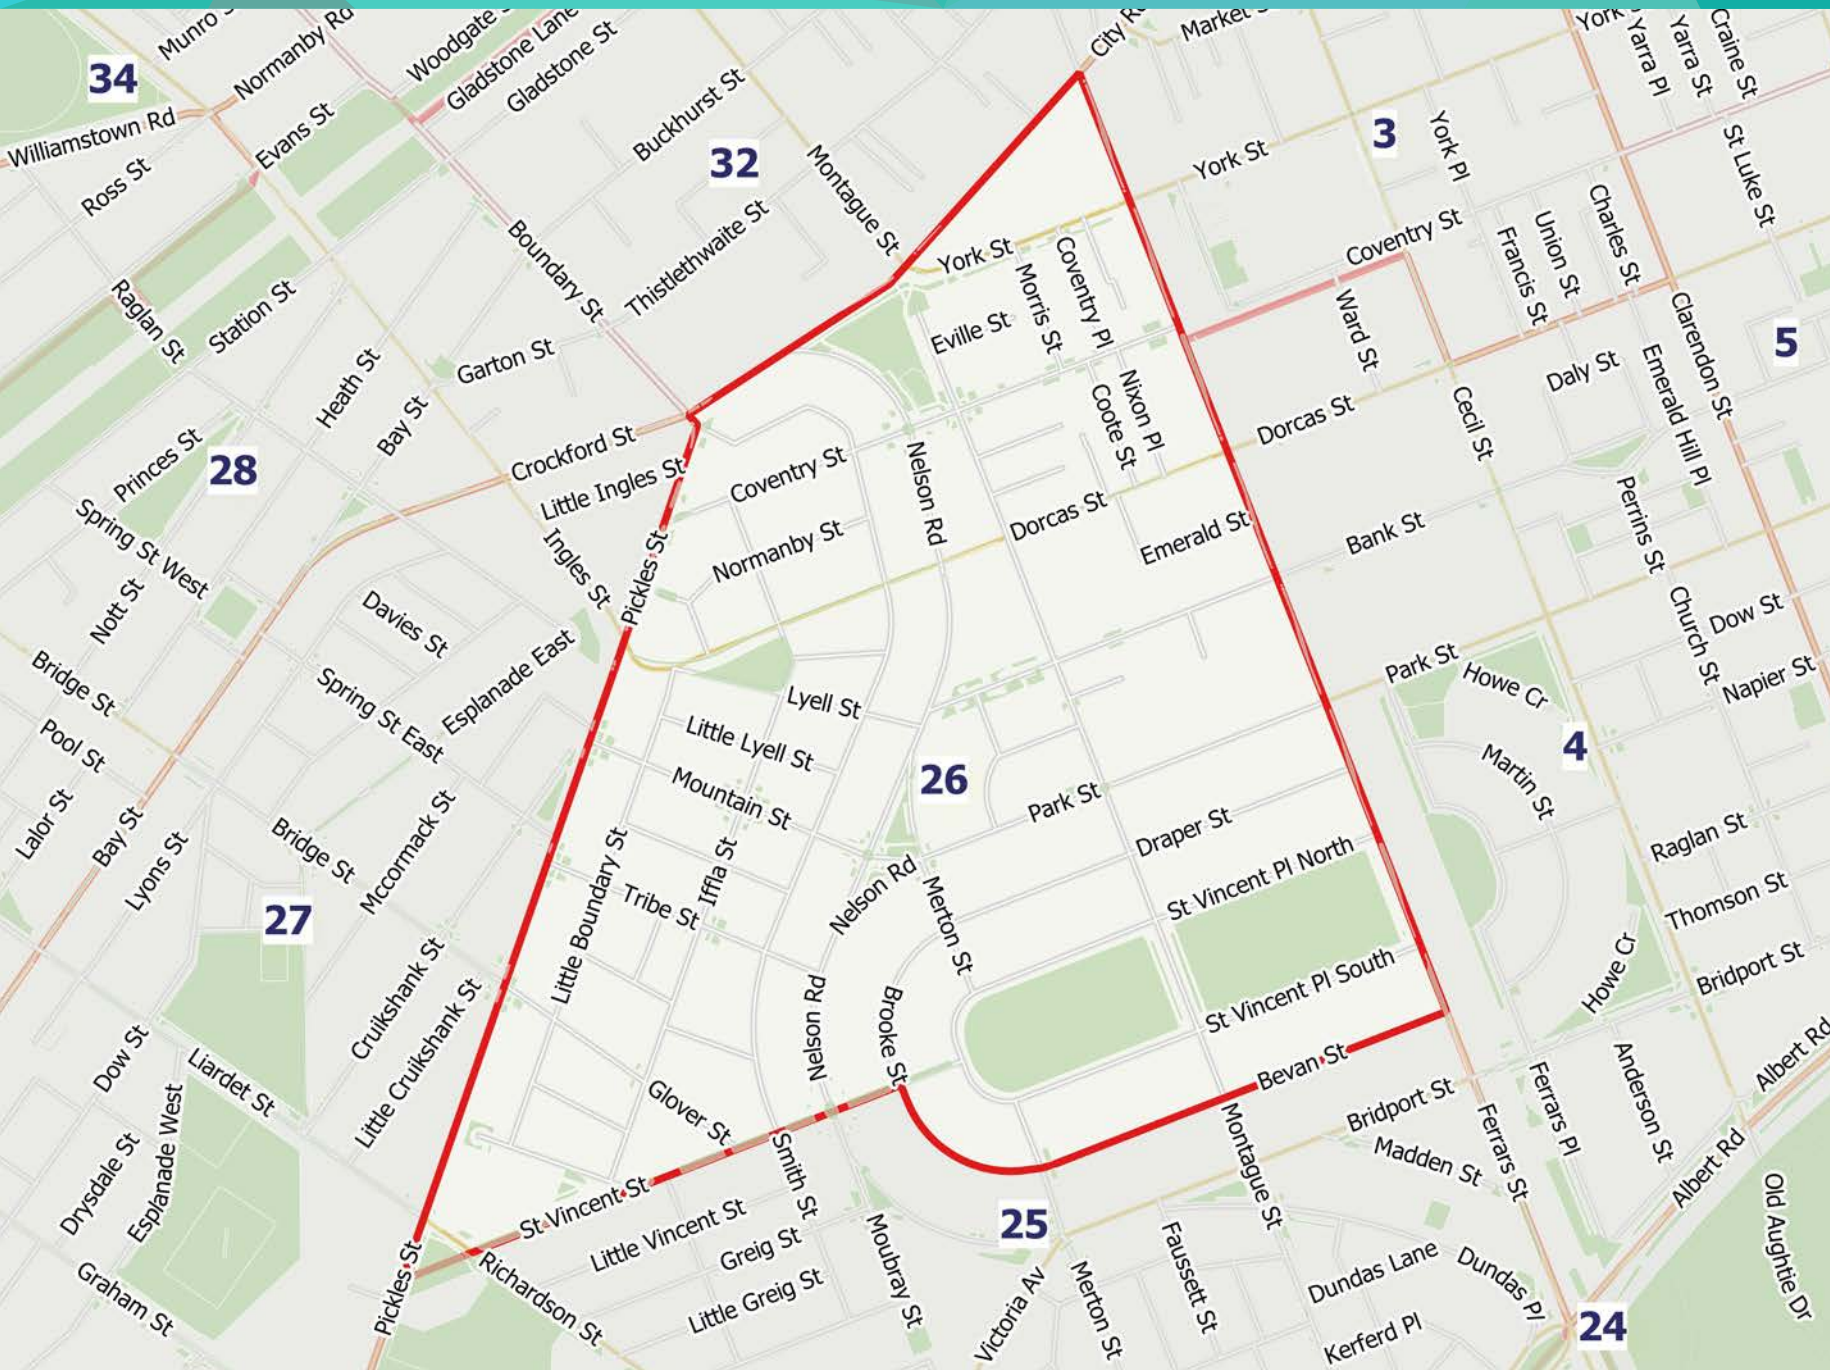 Normanby Rd
City Rd
34
Williamstown Rd
Evans St
Ross St
Gladstone Lane
Gladstone St
Buckhurst St
32
Montague St
Thistlethwaite St
Boundary St
York St
3
York Pl
Yarra Pl
Yarra St
Craine St
St Luke St
Coventry St
Charles St
Union St
Francis St
Ward St
Clarendon St
5
Raglan St
Station St
Heath St
Garton St
Bay St
Crockford St
Little Ingles St
Princes St
28
York St
Morris St
Coventry Pl
Eville St
Nixon Pl
Coote St
Dorcas St
Cecil St
Daly St
Emerald Hill Pl
Perrins St
Coventry St
Nelson Rd
Dorcas St
Normanby St
Emerald St
Bank St
Spring St West
Nott St
Ingles St
Pickles St
Davies St
Esplanade East
Spring St East
Bridge St
Pool St
Lalor St
Bay St
Lyons St
Bridge St
Mccormack St
Lyell St
Little Lyell St
Mountain St
26
Park St
Draper St
St Vincent Pl North
Park St
Howe Cr
Martin St
4
Church St
Dow St
Napier St
Raglan St
Thomson St
Bridport St
Howe Cr
27
Little Boundary St
Iffla St
Tribe St
Nelson Rd
Merton St
Nelson Rd
Brooke St
St Vincent Pl South
Bevan St
Cruikshank St
Little Cruikshank St
Dow St
Liardet St
Esplanade West
Drysdale St
Graham St
Glover St
Smith St
St Vincent St
Little Vincent St
Greig St
Little Greig St
Richardson St
Pickles St
Moubray St
25
Victoria Av
Merton St
Faussett St
Montague St
Bridport St
Madden St
Ferrars St
Ferrars Pl
Anderson St
Albert Rd
Albert Rd
Old Aughtie Dr
Dundas Lane
Dundas Pl
Kerferd Pl
24